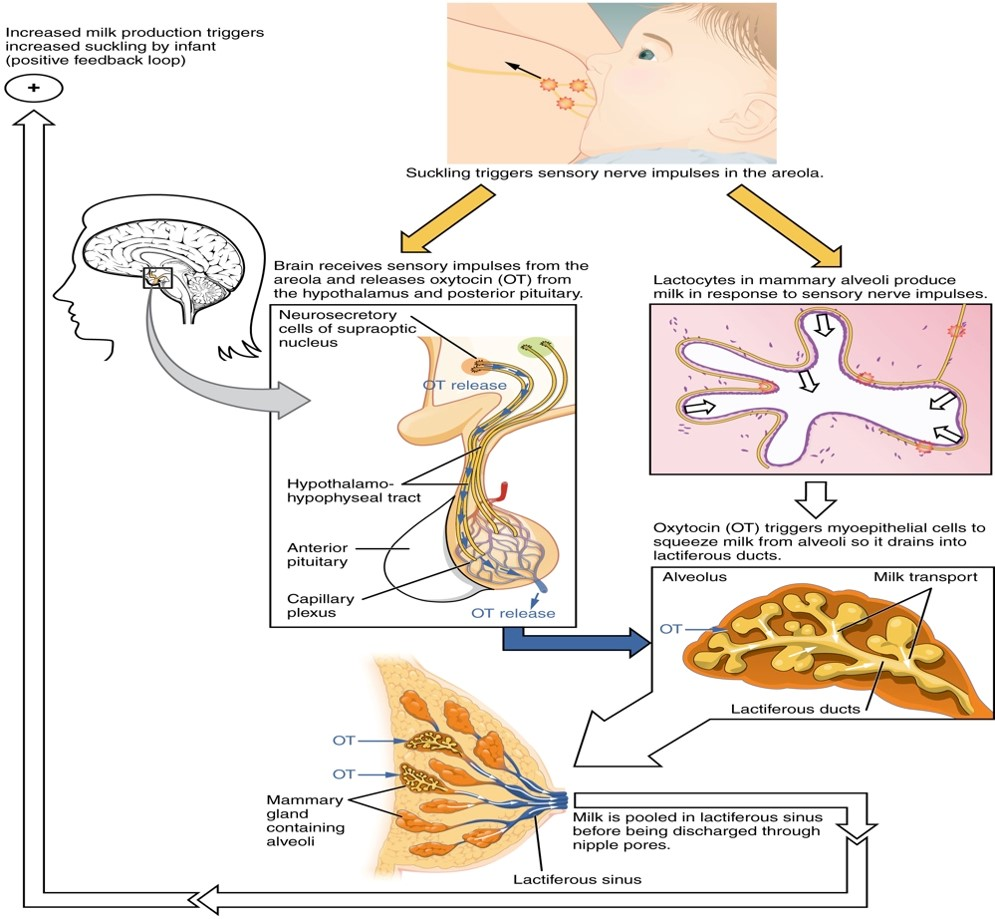 Increased milk production triggers
increased suckling by infant
(positive feedback loop)
+
Suckling triggers sensory nerve impulses in the areola.
Brain receives sensory impulses from the
areola and releases oxytocin (OT) from
the hypothalamus and posterior pituitary.
Neurosecretory
cells of supraoptic
nucleus
OT release
Hypothalamo-
hypophyseal tract
Anterior
pituitary
Capillary
plexus
OT release
Lactocytes in mammary alveoli produce
milk in response to sensory nerve impulses.
Oxytocin (OT) triggers myoepithelial cells to
squeeze milk from alveoli so it drains into
lactiferous ducts.
Alveolus
Milk transport
OT
Lactiferous ducts
OT
OT
Mammary
gland
containing
alveoli
Milk is pooled in lactiferous sinus
before being discharged through
nipple pores.
Lactiferous sinus